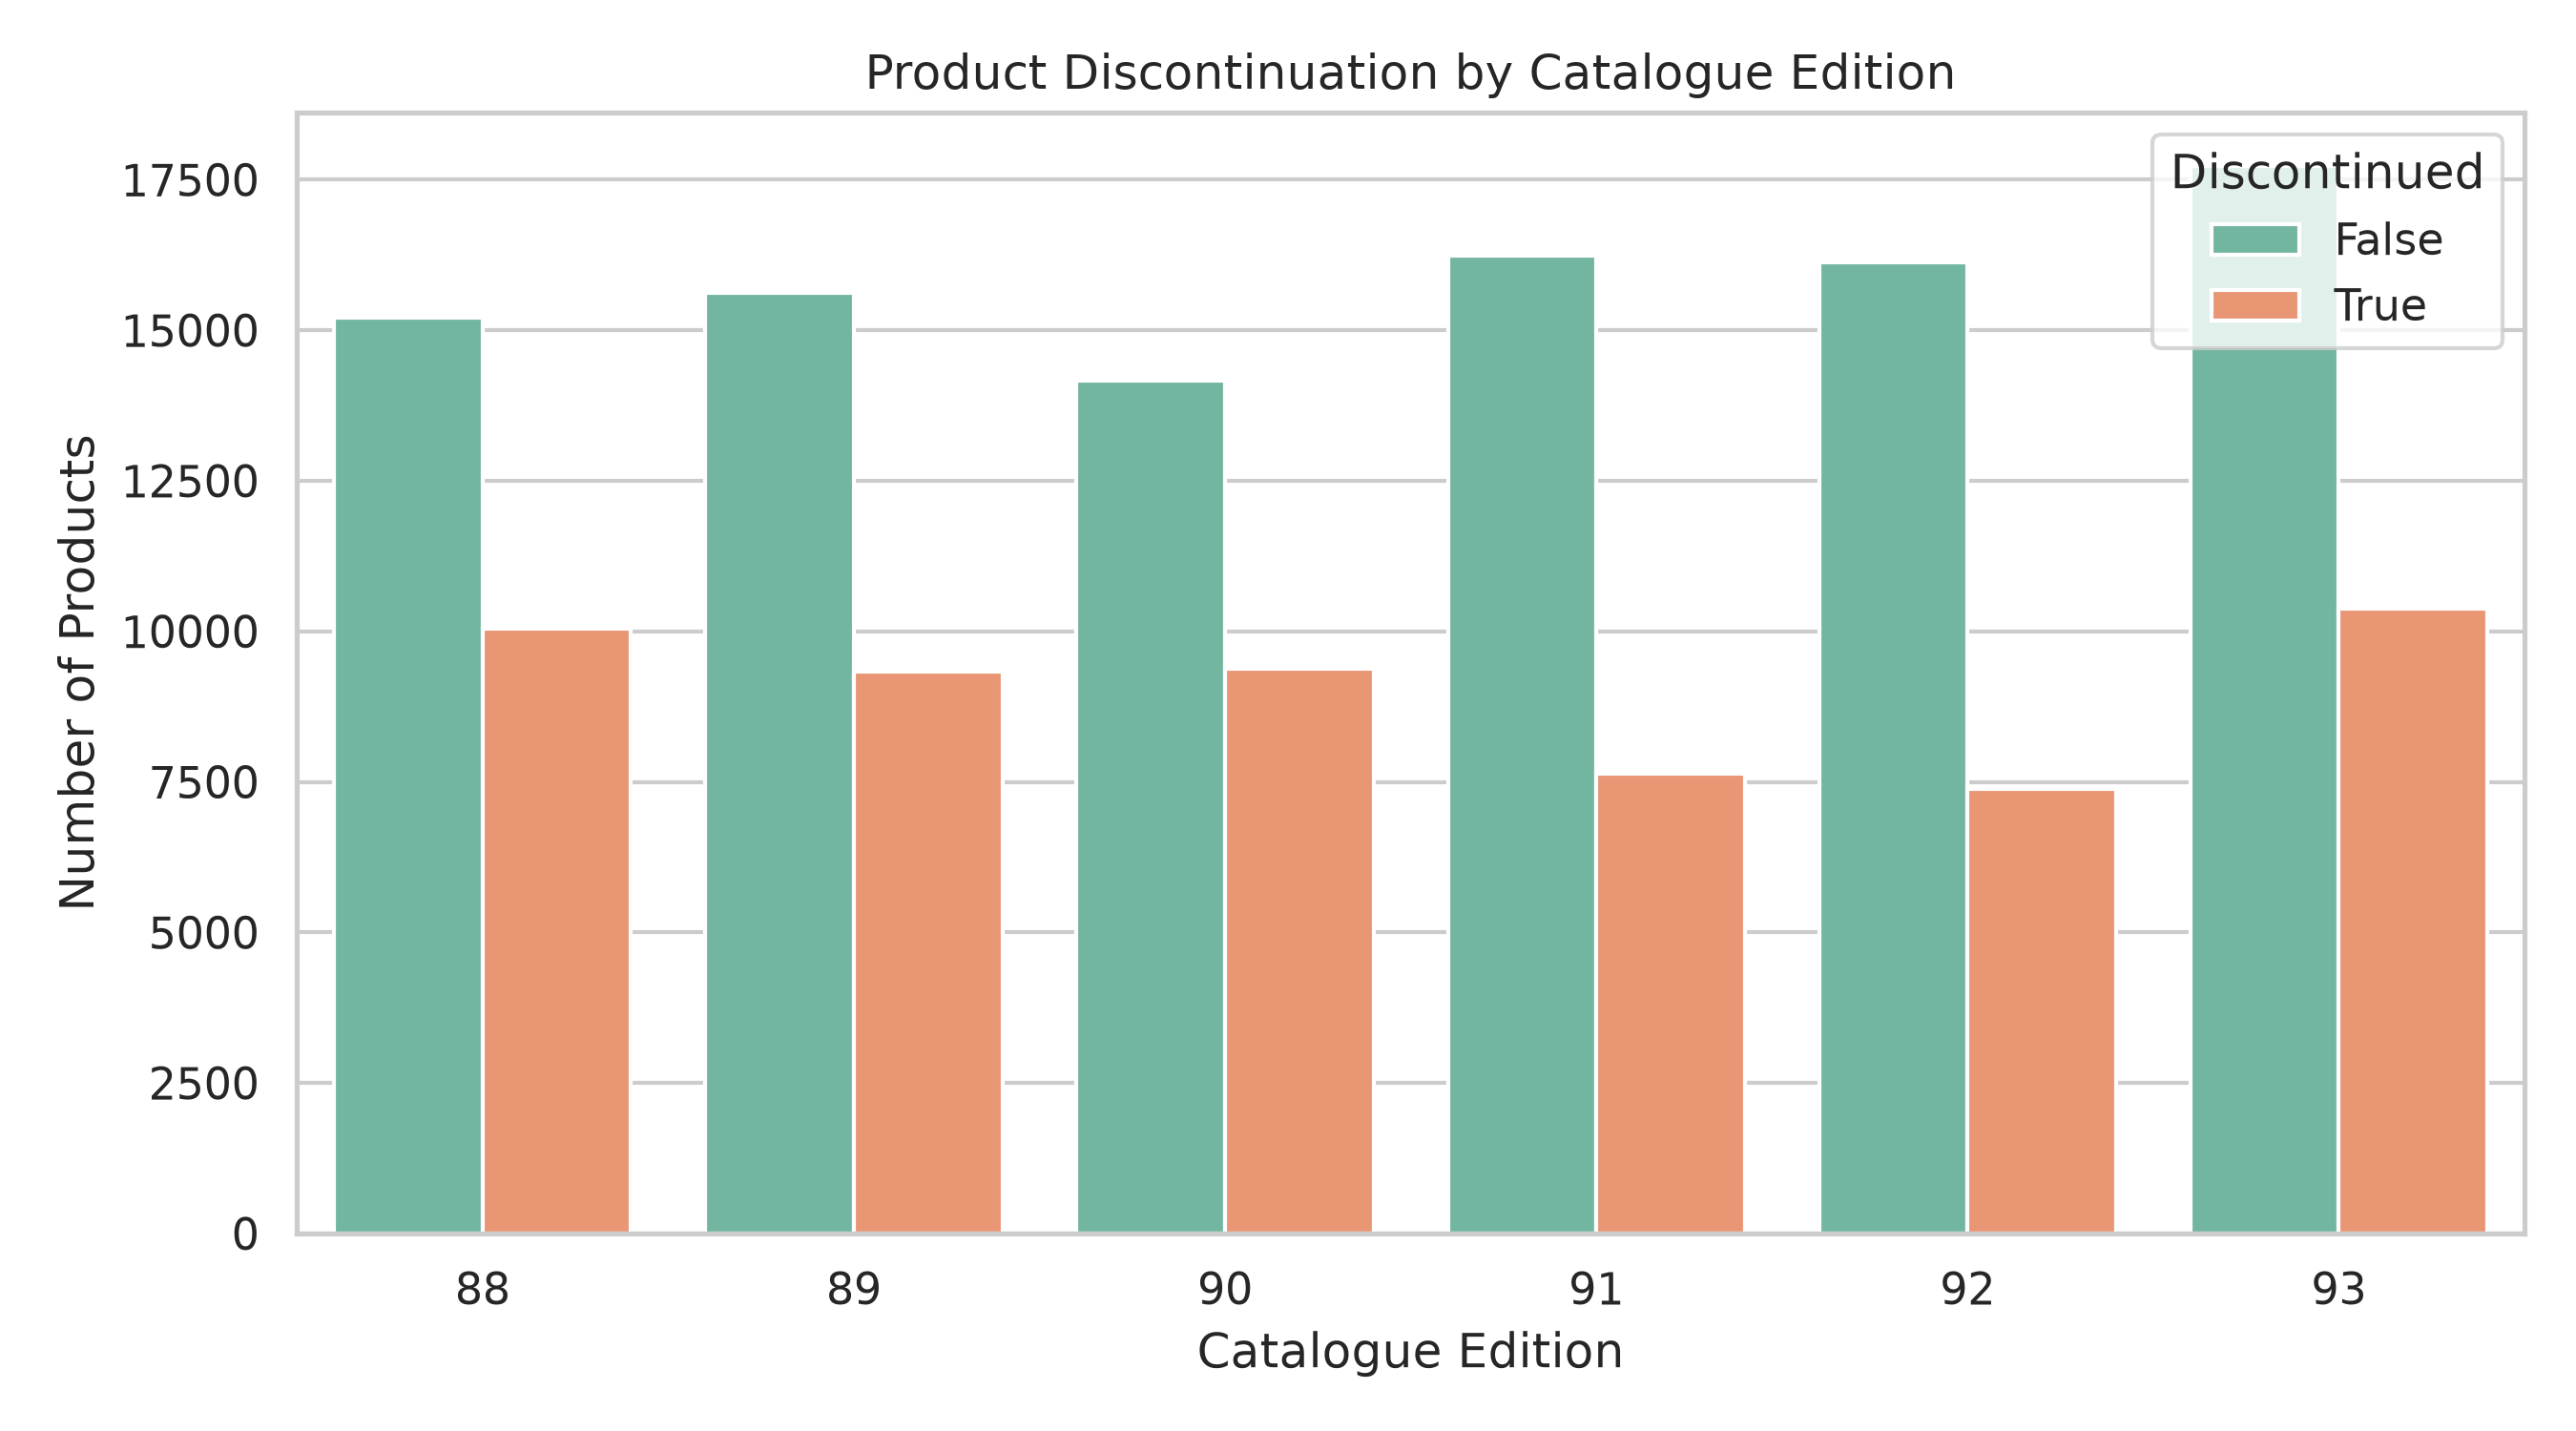 Product Discontinuation by Catalogue Edition
Number of Products
17500
15000
12500
10000
7500
5000
2500
0
Discontinued
False
True
88
89
90
91
92
93
Catalogue Edition